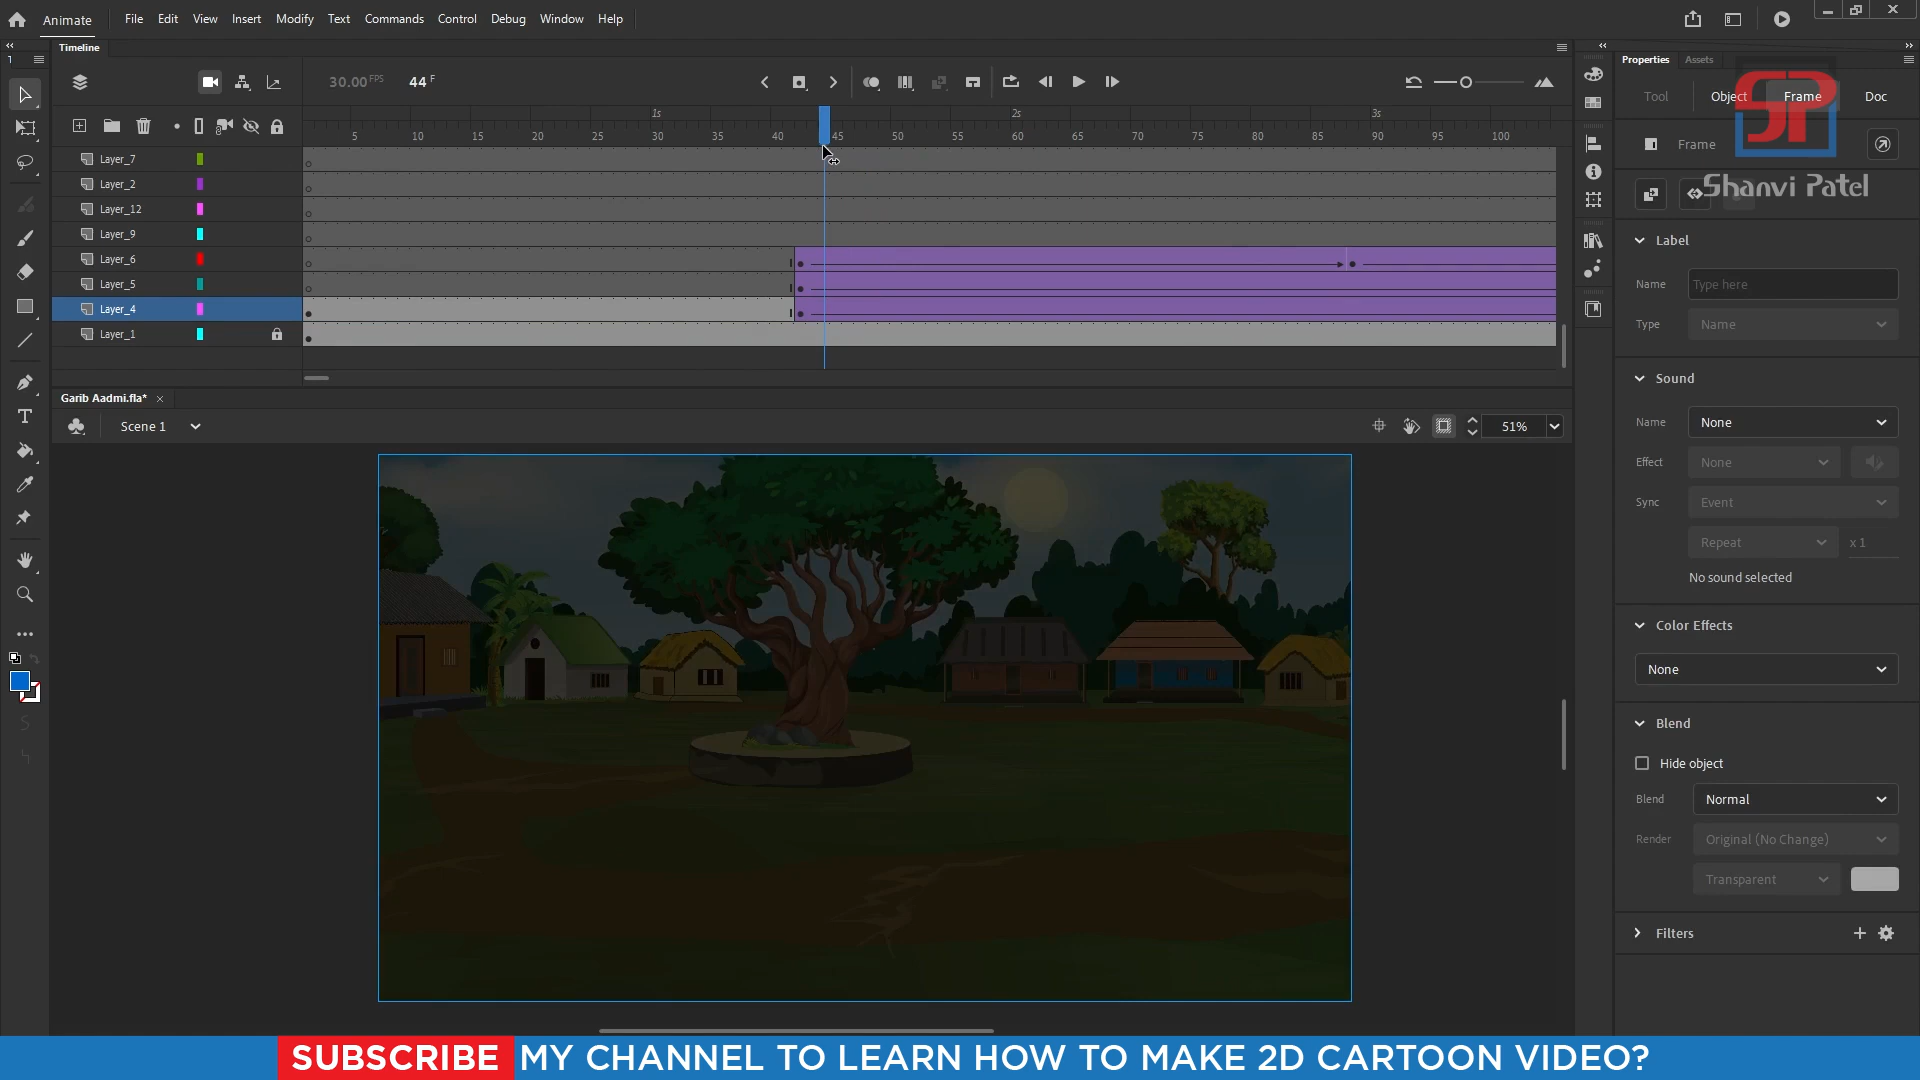 Animate File Edit View Insert Modify Text Commands Control Debug Window Help
1 Timeline
Properties Assets
30.00 FPS 44 F
Tool Object Frame Doc
SP
1s 2s 3s
5 10 15 20 25 30 35 40 45 50 55 60 65 70 75 80 85 90 95 100
Frame
Shanvi Patel
Layer_7
Layer_2
Layer_12
Layer_9
Layer_6
Layer_5
Layer_4
Layer_1
Label
Name Type here
Type Name
Sound
Name None
Effect None
Sync Event
Repeat x 1
No sound selected
Color Effects
None
Blend
Hide object
Blend Normal
Render Original (No Change)
Transparent
Filters
Garib Aadmi.fla*
Scene 1
51%
SUBSCRIBE MY CHANNEL TO LEARN HOW TO MAKE 2D CARTOON VIDEO?